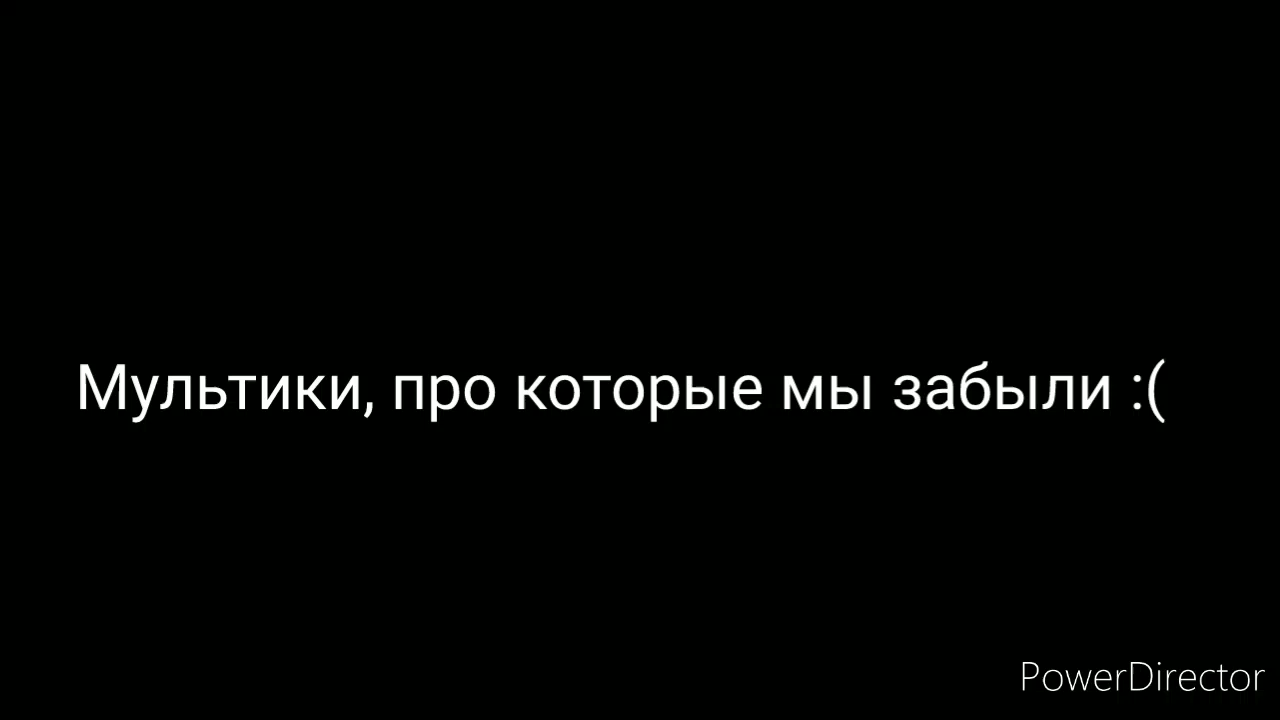 Мультики, про которые мы забыли :(
PowerDirector